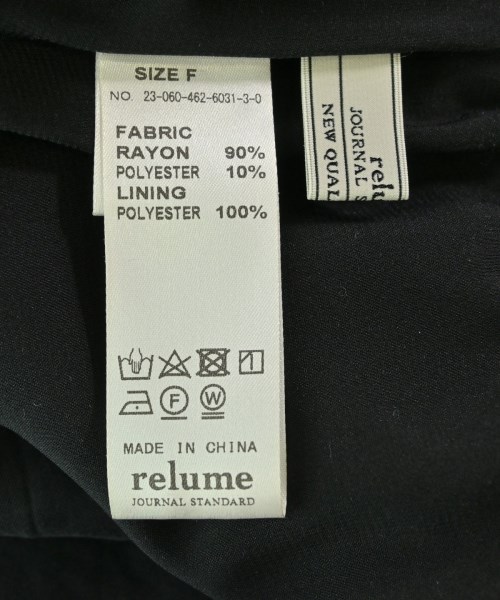 SIZE F
NO. 23-060-462-6031-3-0
FABRIC
RAYON 90%
POLYESTER 10%
LINING
POLYESTER 100%
F
W
MADE IN CHINA
relume
JOURNAL STANDARD
relu
JOURNAL S
NEW QUAL